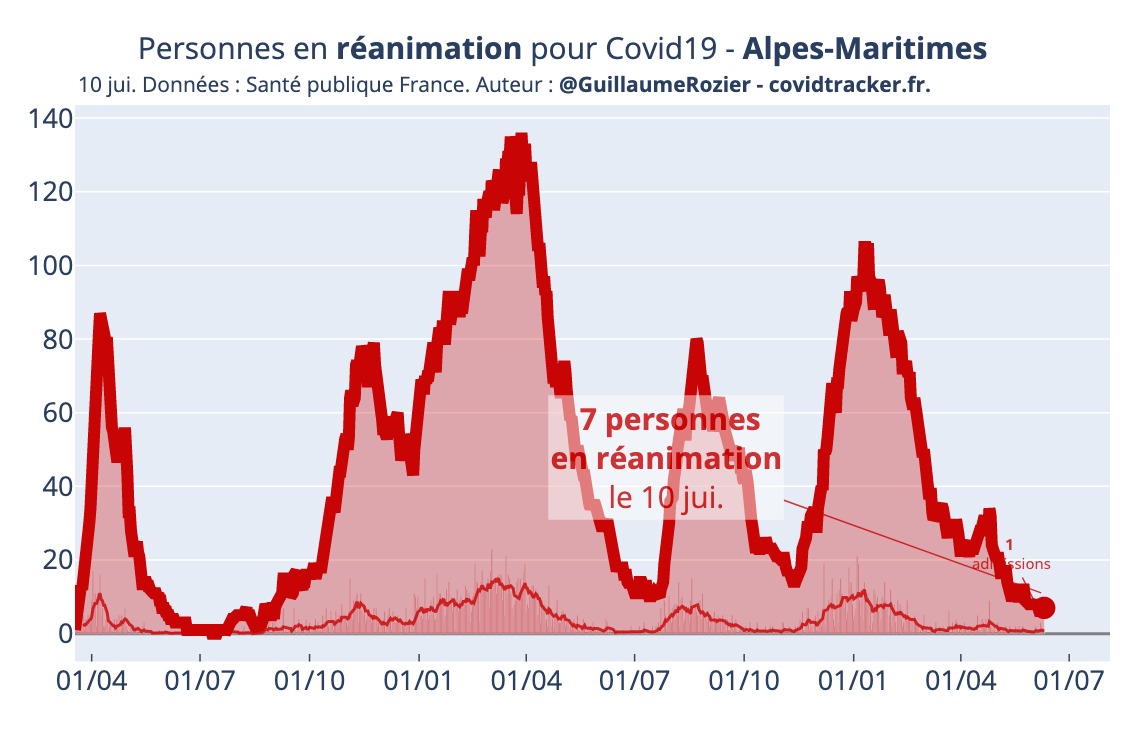 Personnes en réanimation pour Covid19 - Alpes-Maritimes
10 jui. Données : Santé publique France. Auteur : @GuillaumeRozier - covidtracker.fr.
140
120
100
80
60
40
20
0
7 personnes
en réanimation
le 10 jui.
1
admissions
01/04 01/07 01/10 01/01 01/04 01/07 01/10 01/01 01/04 01/07